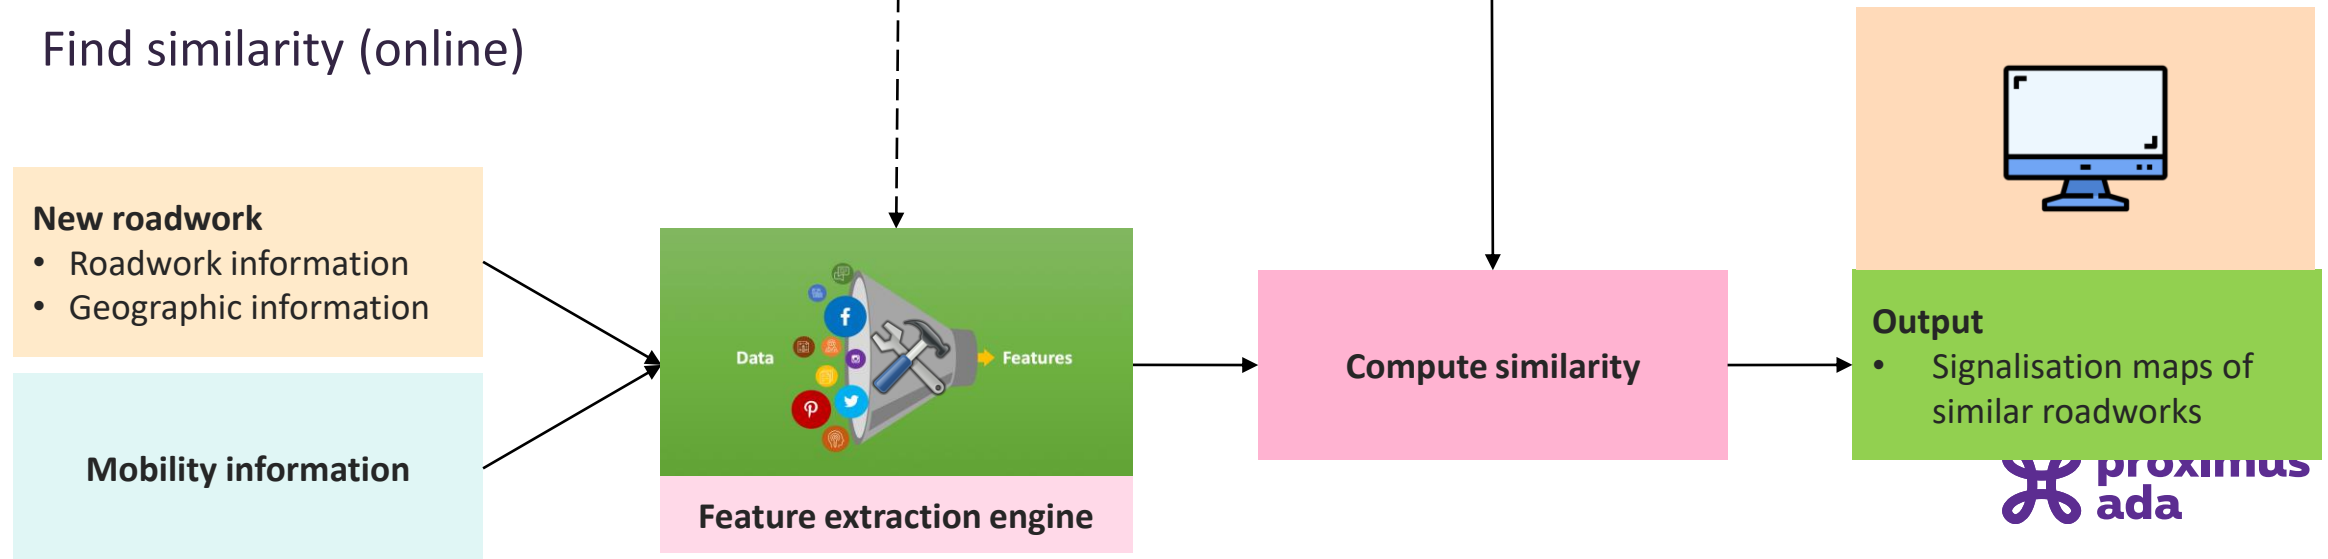 Find similarity (online)
New roadwork
• Roadwork information
• Geographic information
Mobility information
Data
Features
Feature extraction engine
Compute similarity
Output
• Signalisation maps of
similar roadworks
proximus
ada